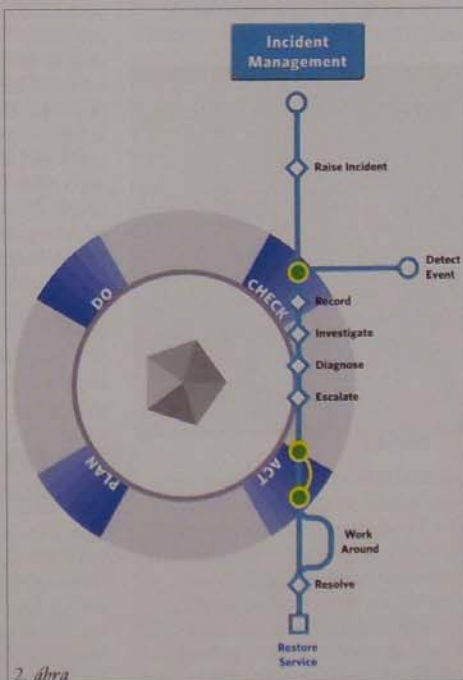 Incident
Management
Raise Incident
Detect
Event
CHECK
DO
Record
Investigate
Diagnose
Escalate
PLAN
ACT
Work
Around
Resolve
Restore
Service
2. ábra